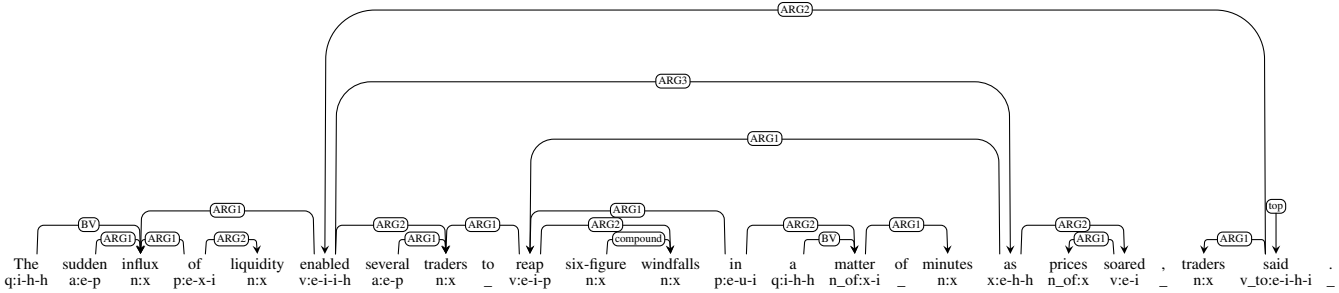 ARG2
ARG3
ARG1
ARG1 ARG1 top
BV ARG2 ARG1 ARG2 ARG2 ARG1 ARG2
ARG1 ARG1 ARG2 ARG1 compound BV ARG1 ARG1
The sudden influx of liquidity enabled several traders to reap six-figure windfalls in a matter of minutes as prices soared , traders said .
q:i-h-h a:e-p n:x p:e-x-i n:x v:e-i-i-h a:e-p n:x _ v:e-i-p n:x n:x p:e-u-i q:i-h-h n_of:x-i _ n:x x:e-h-h n_of:x v:e-i _ n:x v_to:e-i-h-i _